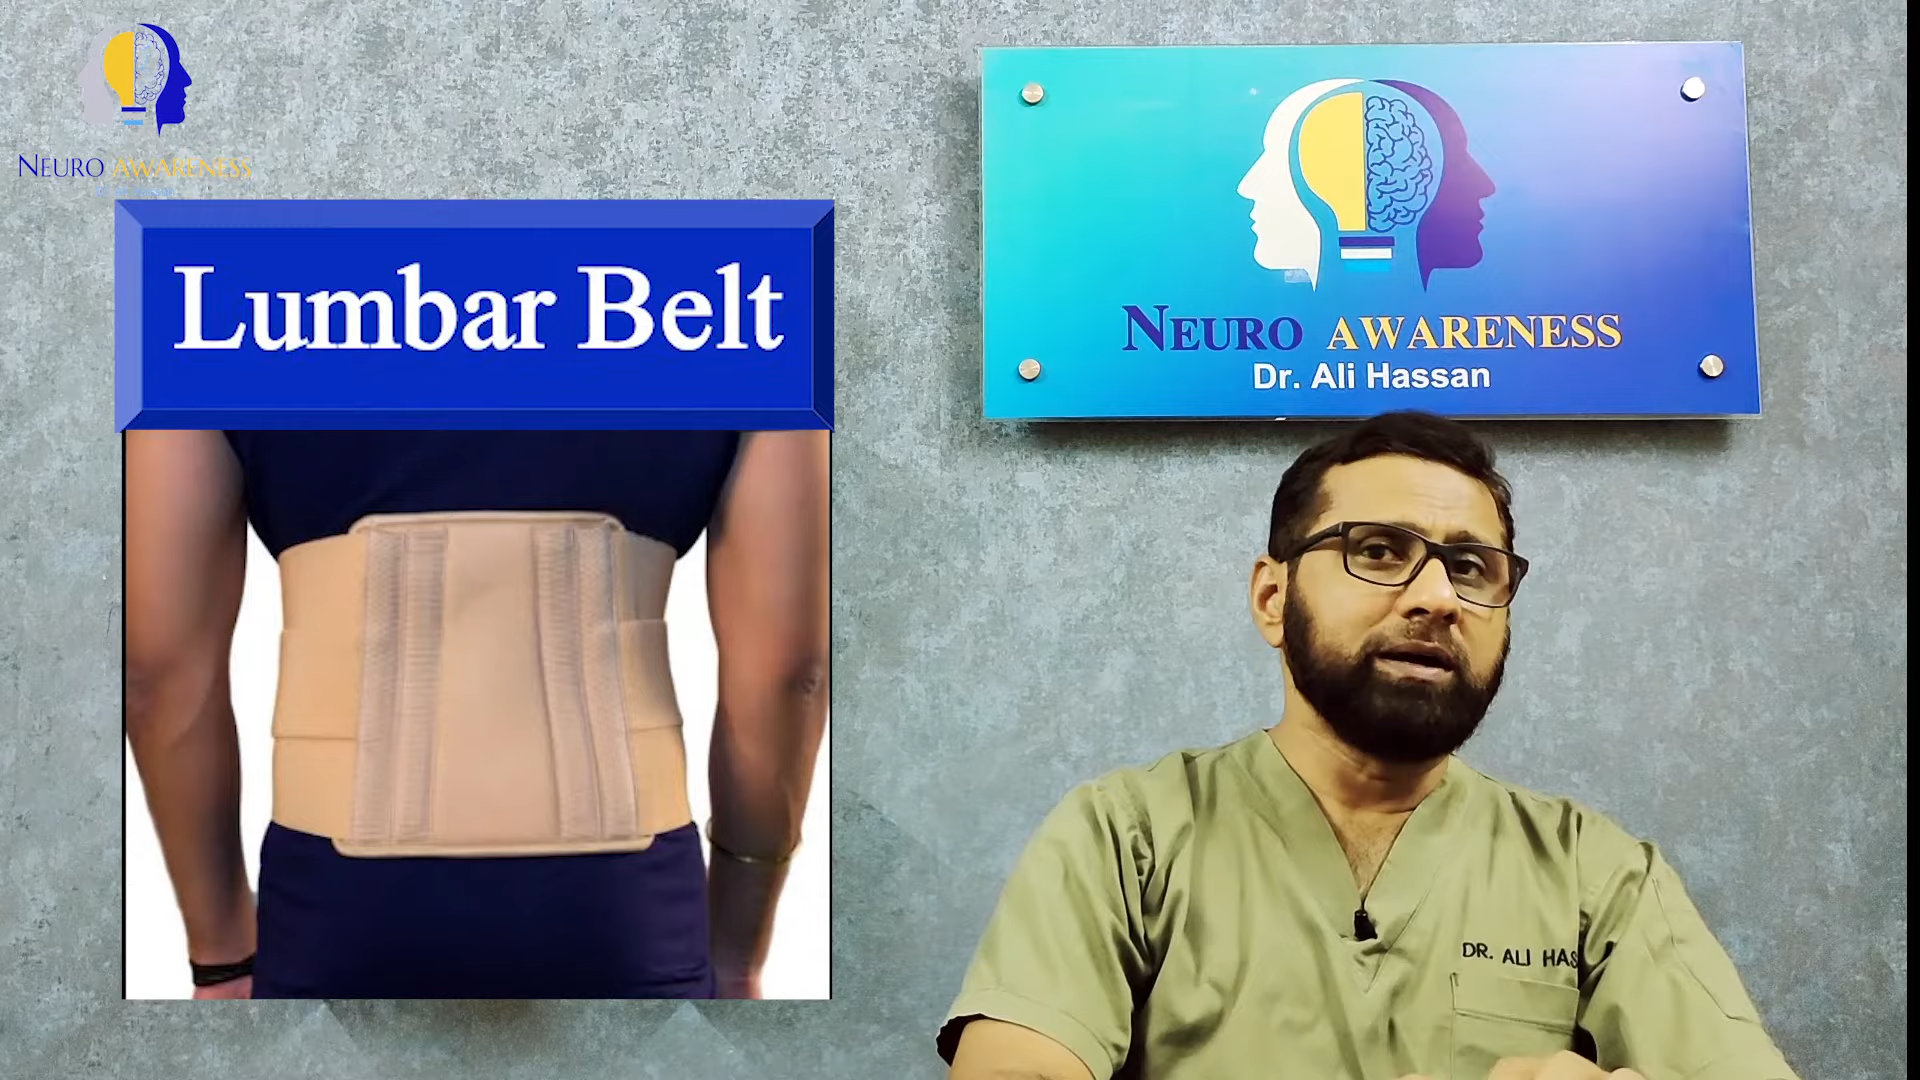 NEURO AWARENESS
Lumbar Belt
NEURO AWARENESS
Dr. Ali Hassan
DR. ALI HAS